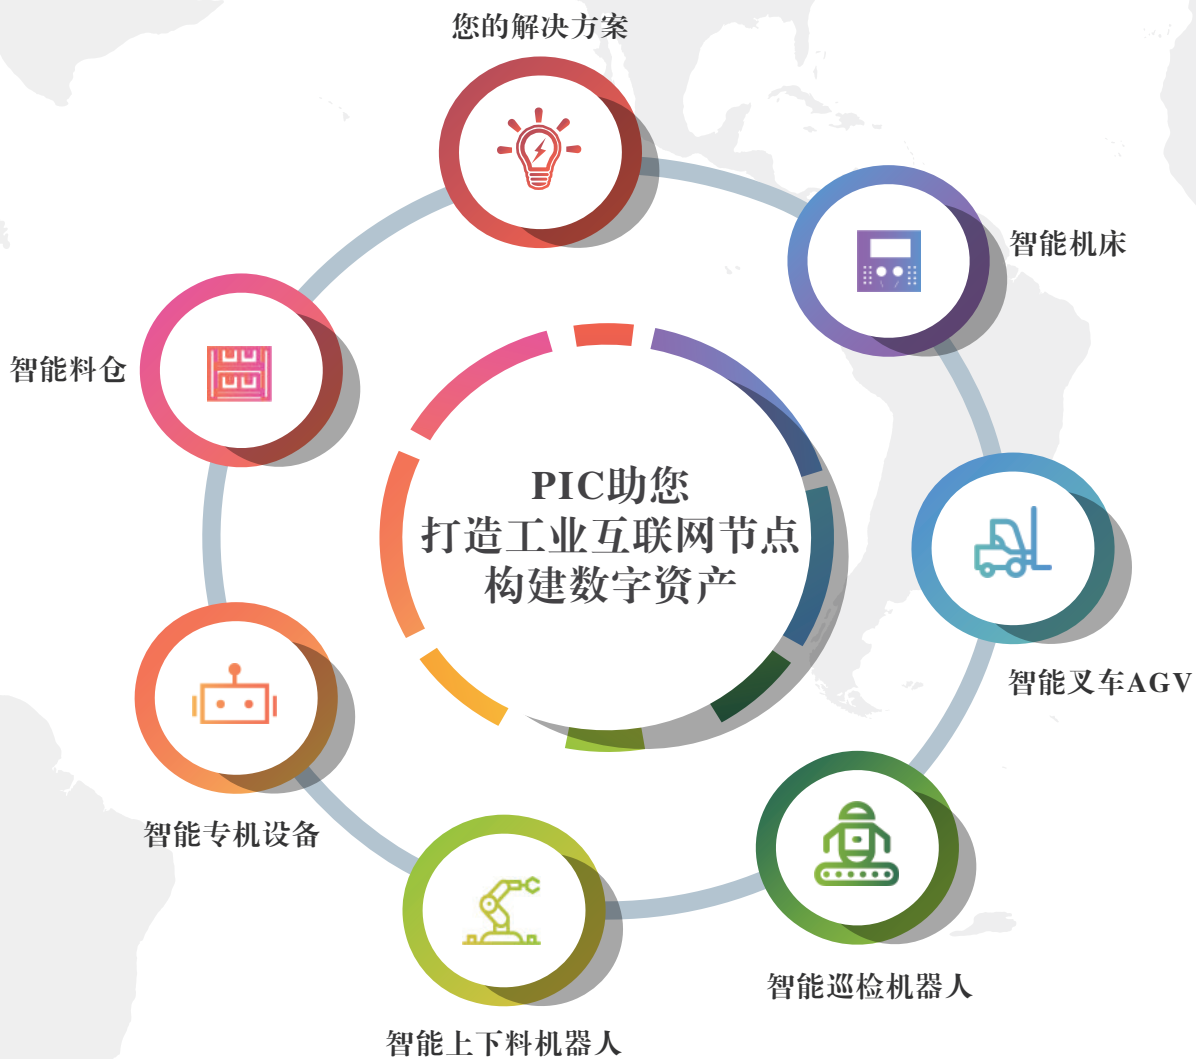 您的解决方案
智能机床
智能料仓
PIC助您
打造工业互联网节点
构建数字资产
智能叉车AGV
智能专机设备
智能巡检机器人
智能上下料机器人